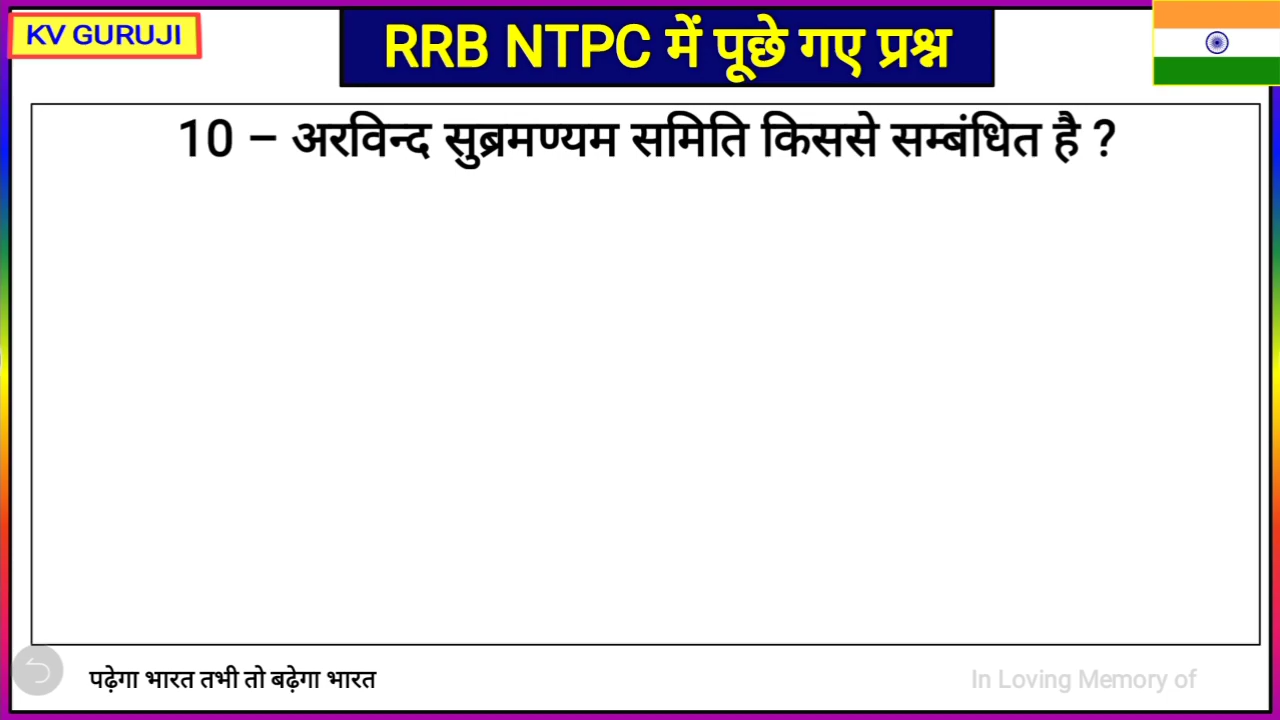 KV GURUJI
RRB NTPC में पूछे गए प्रश्न
10 – अरविन्द सुब्रमण्यम समिति किससे सम्बंधित है ?
पढ़ेगा भारत तभी तो बढ़ेगा भारत
In Loving Memory of